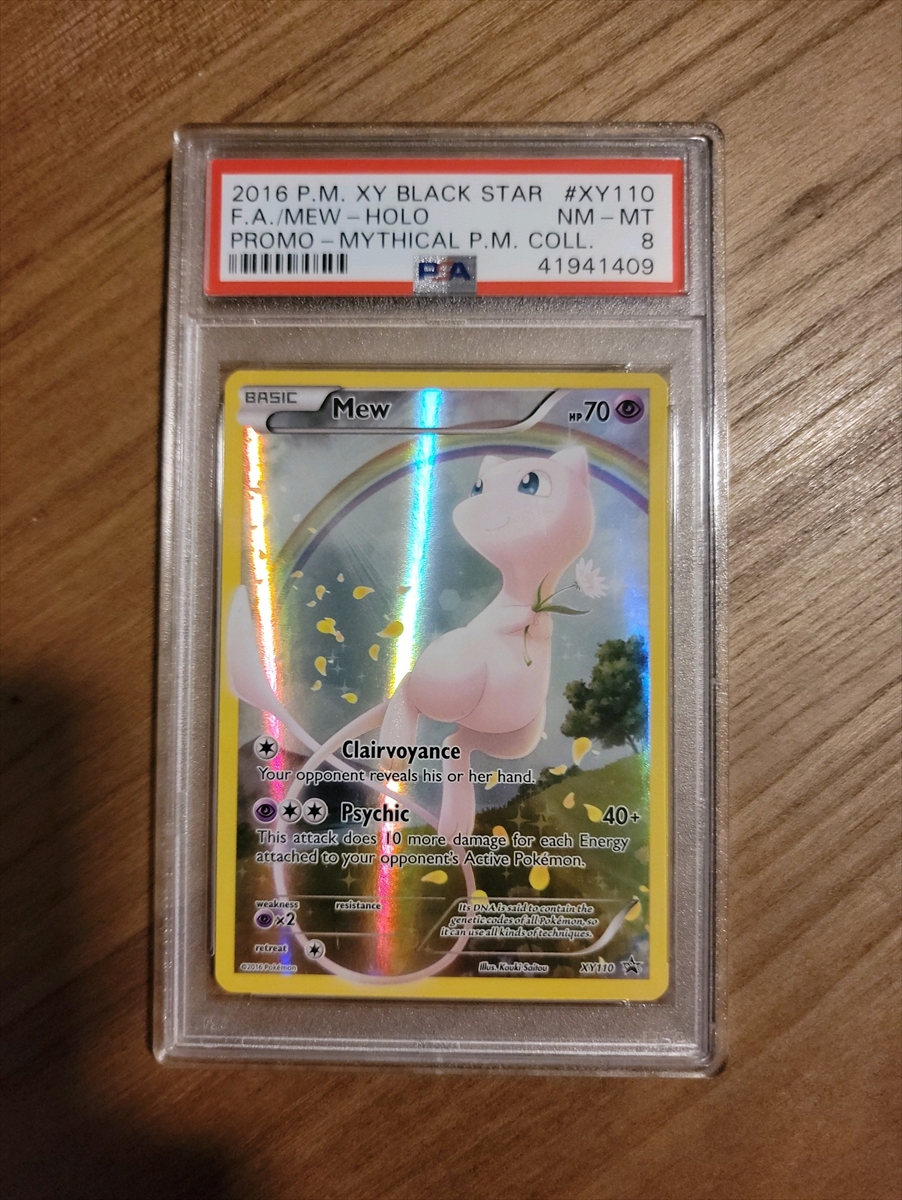 2016 P.M. XY BLACK STAR #XY110
F.A./MEW-HOLO NM-MT
PROMO-MYTHICAL P.M. COLL. 8
PSA 41941409
BASIC Mew HP70
Clairvoyance
Your opponent reveals his or her hand.
Psychic 40+
This attack does 10 more damage for each Energy
attached to your opponent's Active Pokémon.
weakness resistance
×2
Its DNA is said to contain the
genetic codes of all Pokémon, so
it can use all kinds of techniques.
retreat
©2016 Pokémon Illus. Kouki Saitou XY110